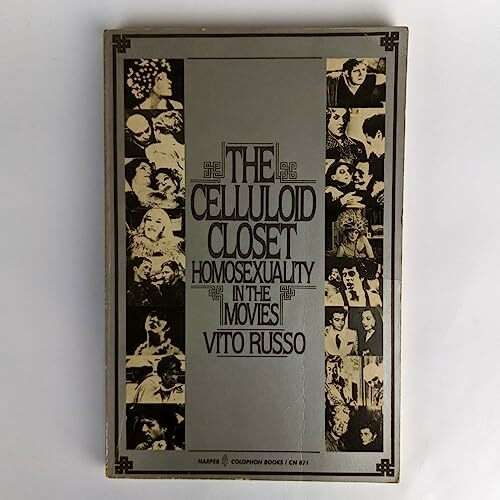 THE
CELLULOID
CLOSET
HOMOSEXUALITY
IN THE
MOVIES
VITO RUSSO
HARPER COLOPHON BOOKS / CN 871